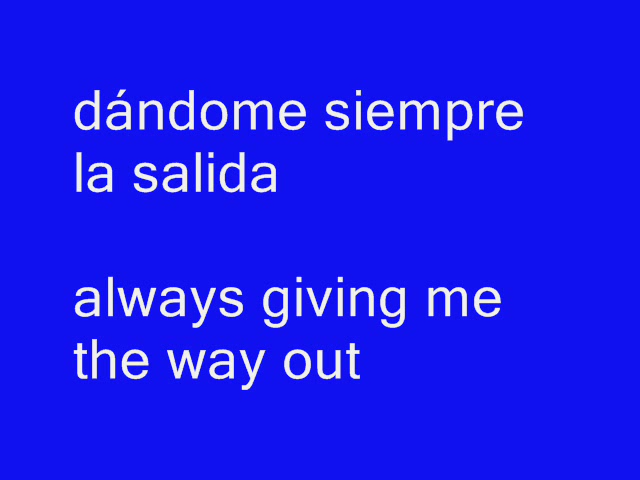 dándome siempre
la salida
always giving me
the way out